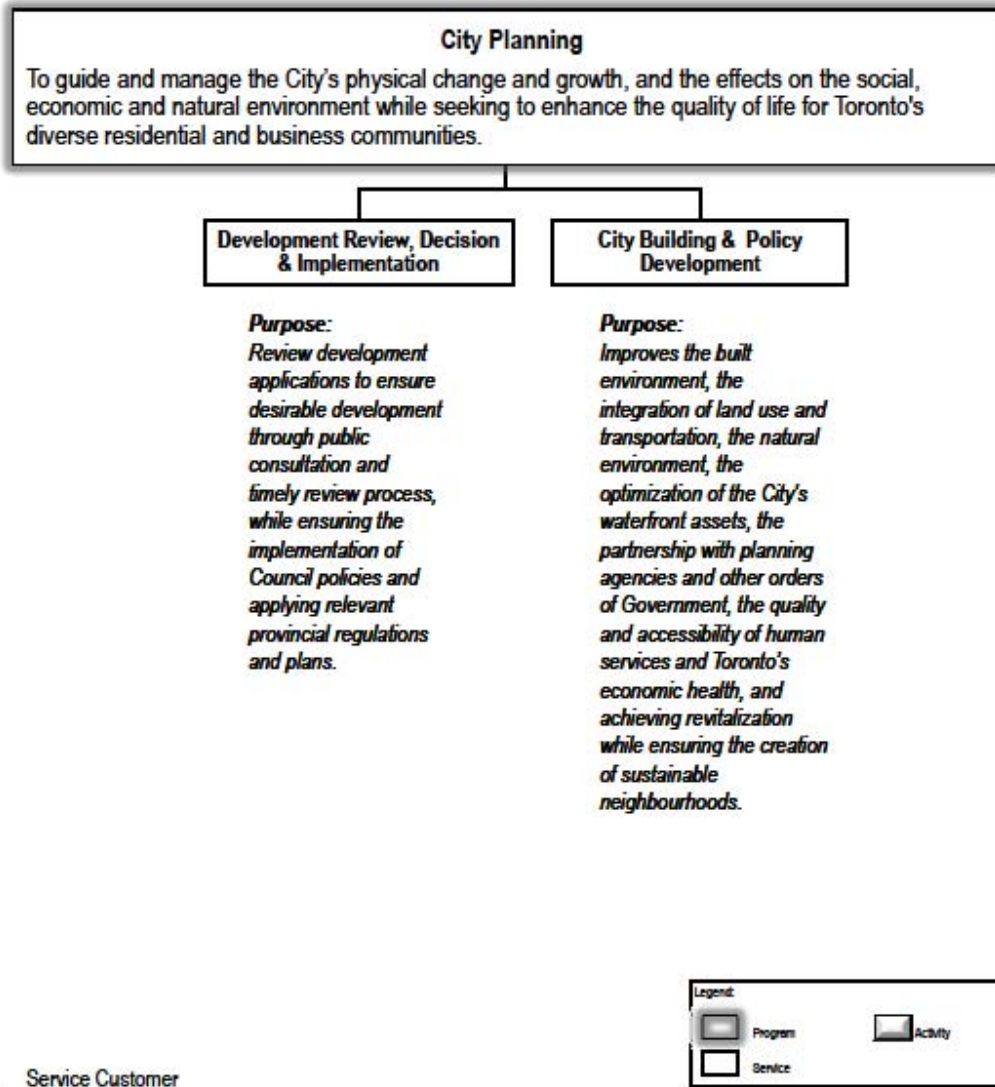 City Planning
To guide and manage the City's physical change and growth, and the effects on the social,
economic and natural environment while seeking to enhance the quality of life for Toronto's
diverse residential and business communities.
Development Review, Decision
& Implementation
Purpose:
Review development
applications to ensure
desirable development
through public
consultation and
timely review process,
while ensuring the
implementation of
Council policies and
applying relevant
provincial regulations
and plans.
City Building & Policy
Development
Purpose:
Improves the built
environment, the
integration of land use and
transportation, the natural
environment, the
optimization of the City's
waterfront assets, the
partnership with planning
agencies and other orders
of Government, the quality
and accessibility of human
services and Toronto's
economic health, and
achieving revitalization
while ensuring the creation
of sustainable
neighbourhoods.
Legend:
Program
Activity
Service
Service Customer